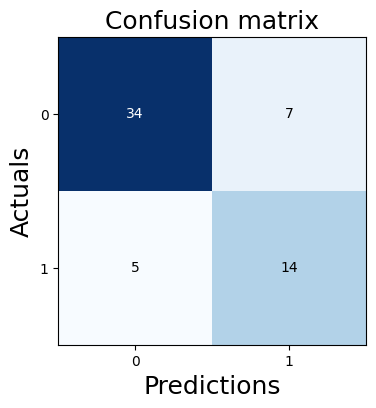 Confusion matrix
Actuals
0
34
7
1
5
14
0
1
Predictions